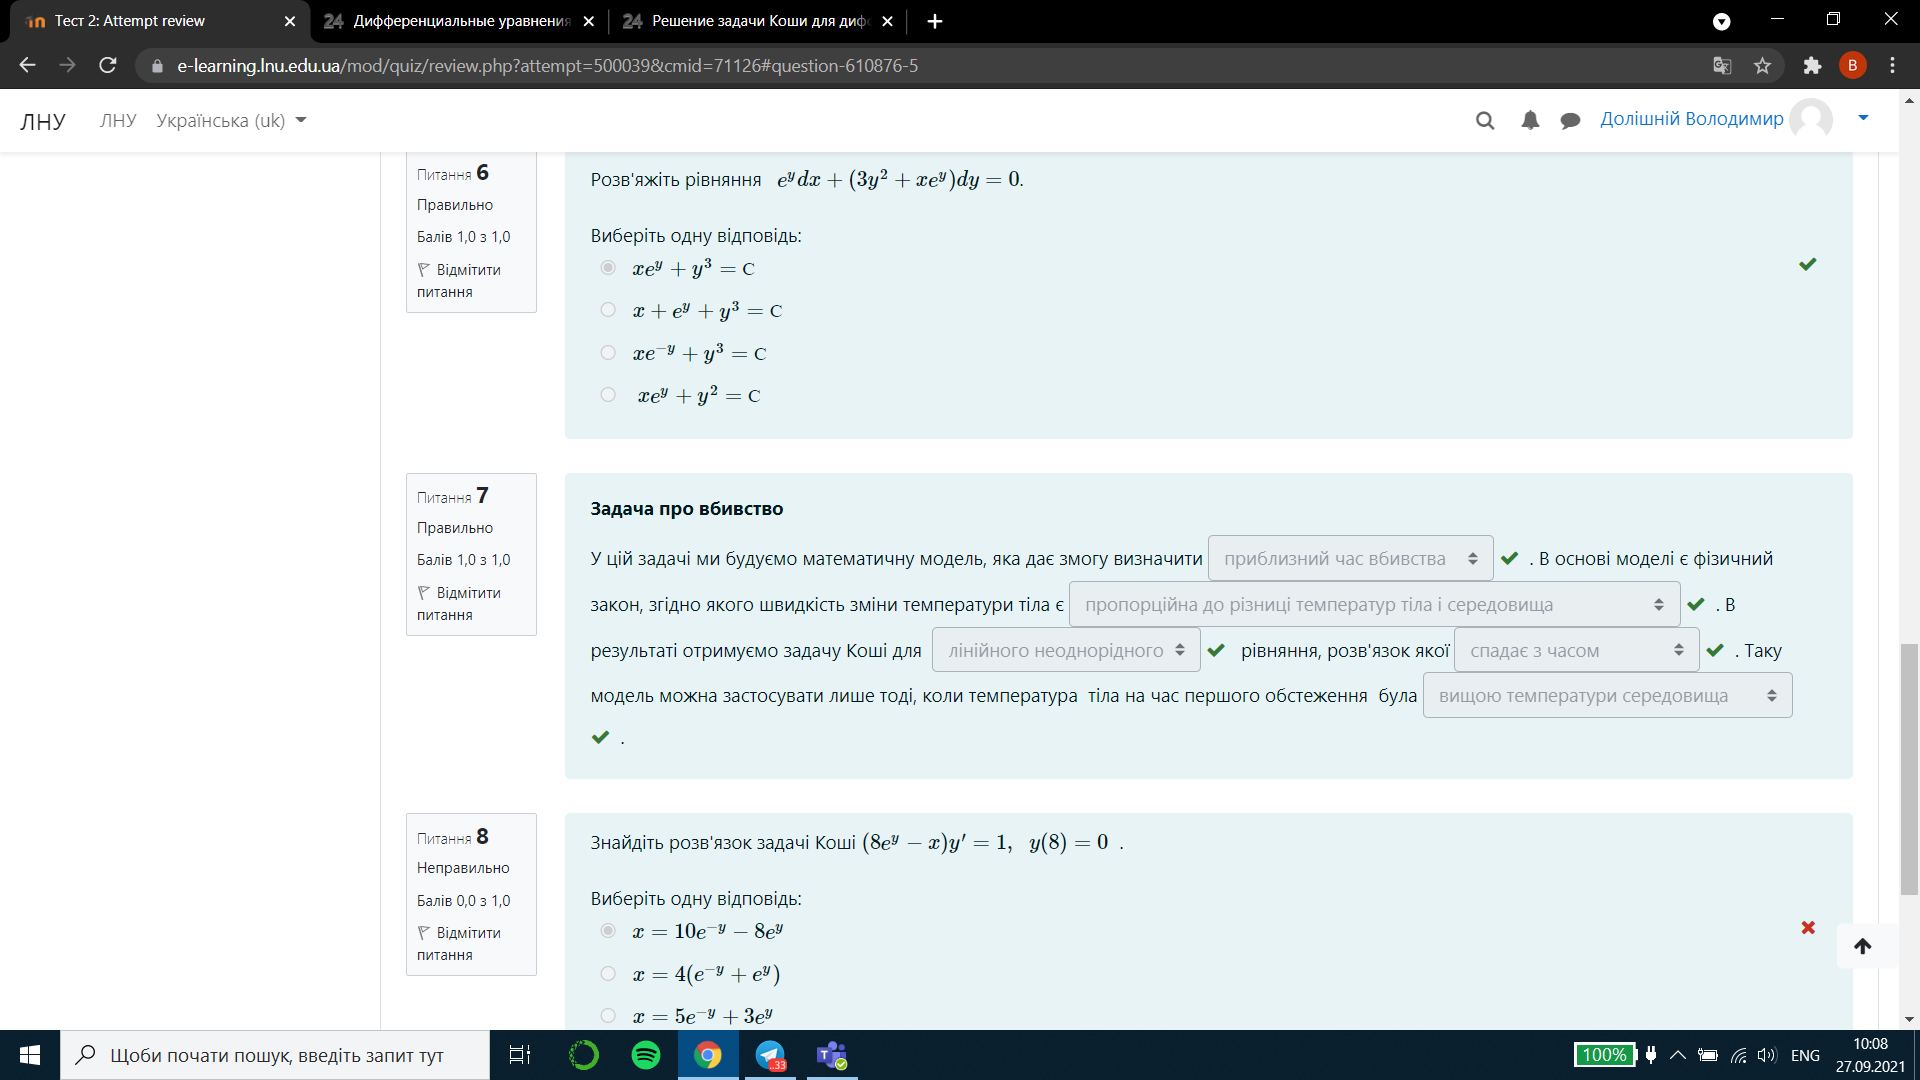 Тест 2: Attempt review
Дифференциальные уравнения
Решение задачи Коши для диф
e-learning.lnu.edu.ua/mod/quiz/review.php?attempt=500039&cmid=71126#question-610876-5
B
ЛНУ
ЛНУ
Українська (uk)
Долішній Володимир
Питання 6
Правильно
Балів 1,0 з 1,0
Відмітити
питання
Розв'яжіть рівняння e^y dx + (3y² + xe^y)dy = 0.
Виберіть одну відповідь:
xe^y + y³ = C
x + e^y + y³ = C
xe^{-y} + y³ = C
xe^y + y² = C
Питання 7
Правильно
Балів 1,0 з 1,0
Відмітити
питання
Задача про вбивство
У цій задачі ми будуємо математичну модель, яка дає змогу визначити приблизний час вбивства . В основі моделі є фізичний
закон, згідно якого швидкість зміни температури тіла є пропорційна до різниці температур тіла і середовища . В
результаті отримуємо задачу Коші для лінійного неоднорідного рівняння, розв'язок якої спадає з часом . Таку
модель можна застосувати лише тоді, коли температура тіла на час першого обстеження була вищою температури середовища
.
Питання 8
Неправильно
Балів 0,0 з 1,0
Відмітити
питання
Знайдіть розв'язок задачі Коші (8e^y − x)y′ = 1, y(8) = 0 .
Виберіть одну відповідь:
x = 10e^{-y} − 8e^y
x = 4(e^{-y} + e^y)
x = 5e^{-y} + 3e^y
Щоби почати пошук, введіть запит тут
..33
100%
ENG
10:08
27.09.2021